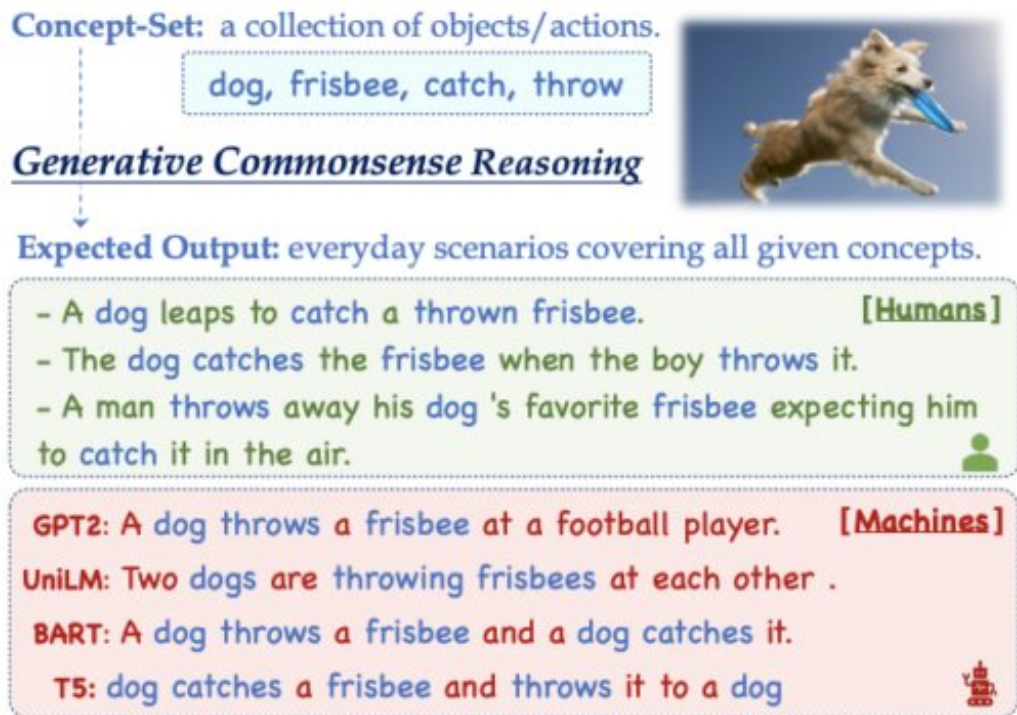 Concept-Set: a collection of objects/actions.
dog, frisbee, catch, throw
Generative Commonsense Reasoning
Expected Output: everyday scenarios covering all given concepts.
- A dog leaps to catch a thrown frisbee. [Humans]
- The dog catches the frisbee when the boy throws it.
- A man throws away his dog 's favorite frisbee expecting him
to catch it in the air.
GPT2: A dog throws a frisbee at a football player. [Machines]
UniLM: Two dogs are throwing frisbees at each other .
BART: A dog throws a frisbee and a dog catches it.
T5: dog catches a frisbee and throws it to a dog